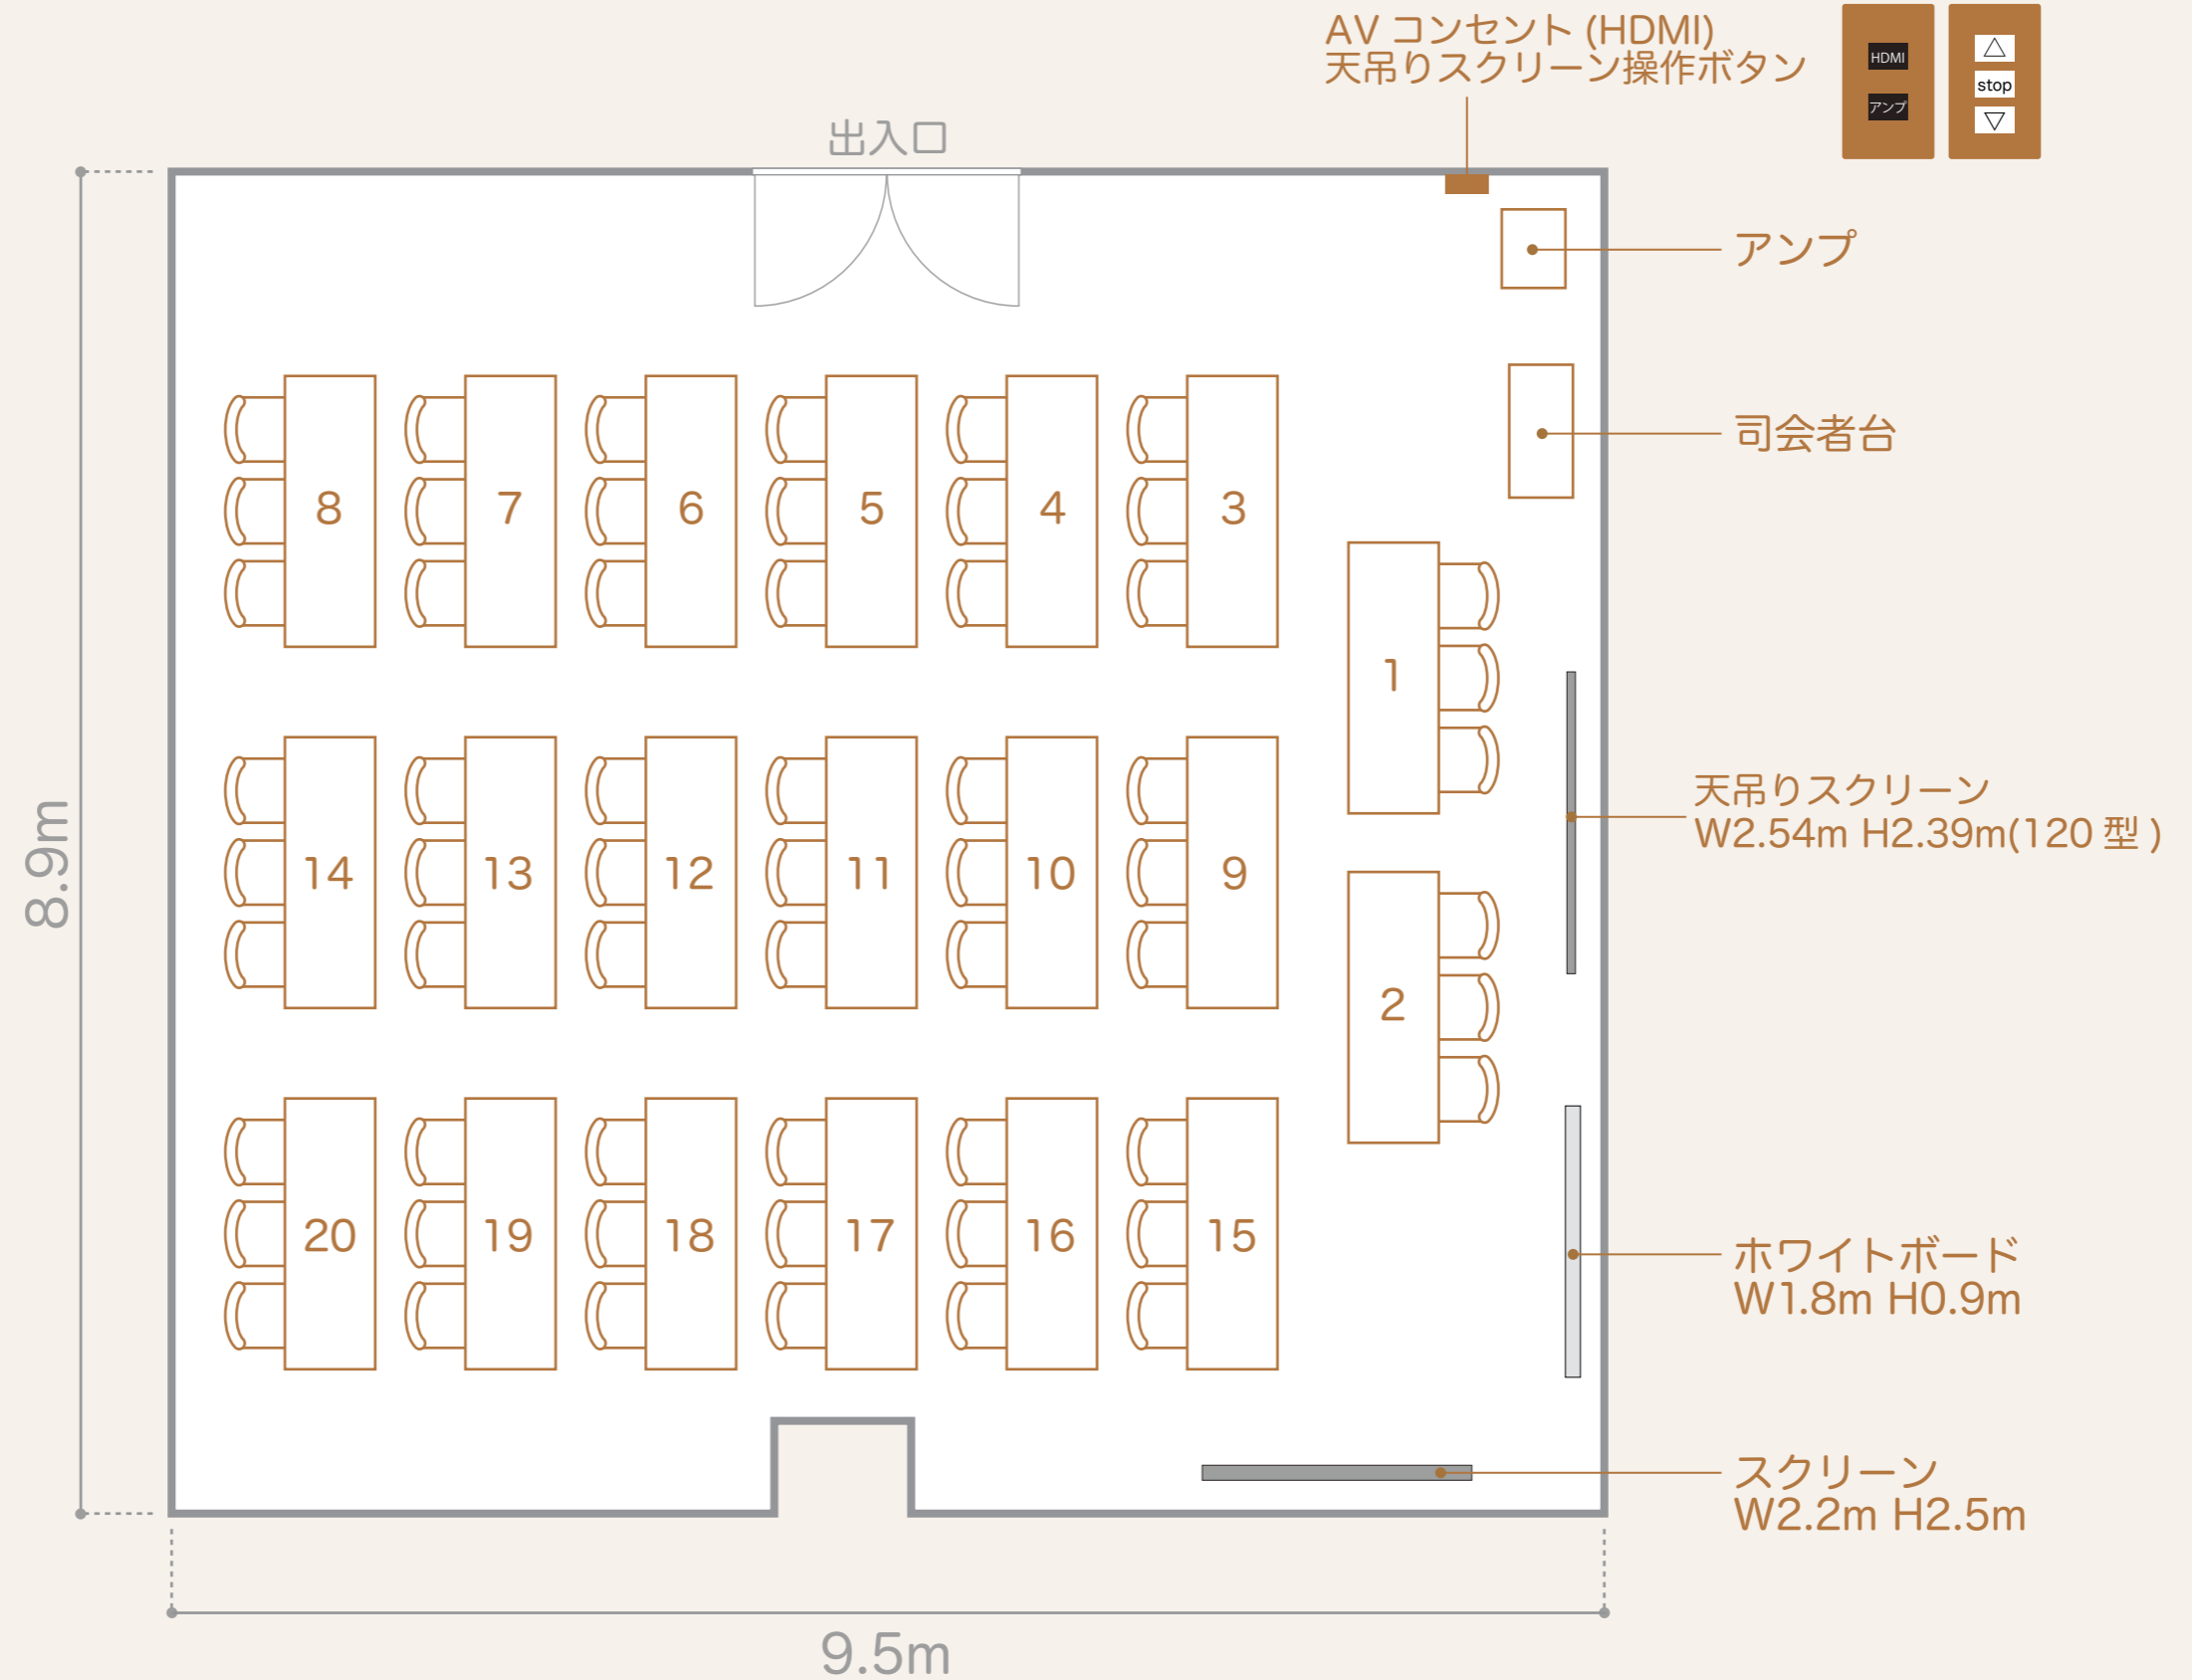 AV コンセント (HDMI)
天吊りスクリーン操作ボタン
HDMI
アンプ
△
stop
▽
出入口
アンプ
司会者台
8 7 6 5 4 3
1
天吊りスクリーン
W2.54m H2.39m(120 型 )
8.9m
14 13 12 11 10 9
2
20 19 18 17 16 15
ホワイトボード
W1.8m H0.9m
スクリーン
W2.2m H2.5m
9.5m